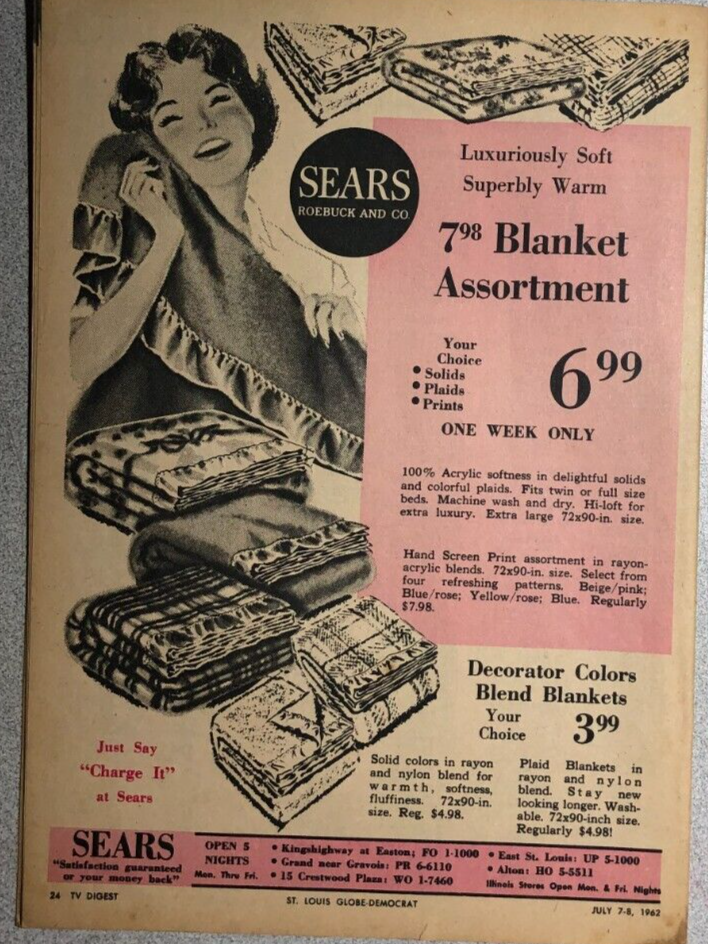 SEARS
ROEBUCK AND CO.
Luxuriously Soft
Superbly Warm
7⁹⁸ Blanket
Assortment
Your
Choice
• Solids
• Plaids
• Prints
6⁹⁹
ONE WEEK ONLY
100% Acrylic softness in delightful solids
and colorful plaids. Fits twin or full size
beds. Machine wash and dry. Hi-loft for
extra luxury. Extra large 72x90-in. size.
Hand Screen Print assortment in rayon-
acrylic blends. 72x90-in. size. Select from
four refreshing patterns. Beige/pink;
Blue/rose; Yellow/rose; Blue. Regularly
$7.98.
Decorator Colors
Blend Blankets
Your
Choice
3⁹⁹
Solid colors in rayon
and nylon blend for
warmth, softness,
fluffiness. 72x90-in.
size. Reg. $4.98.
Plaid Blankets in
rayon and nylon
blend. Stay new
looking longer. Wash-
able. 72x90-inch size.
Regularly $4.98!
Just Say
"Charge It"
at Sears
SEARS
"Satisfaction guaranteed
or your money back"
OPEN 5
NIGHTS
Mon. Thru Fri.
• Kingshighway at Easton; FO 1-1000
• Grand near Gravois: PR 6-6110
• 15 Crestwood Plaza: WO 1-7460
• East St. Louis: UP 5-1000
• Alton: HO 5-5511
Illinois Stores Open Mon. & Fri. Nights
24 TV DIGEST
ST. LOUIS GLOBE-DEMOCRAT
JULY 7-8, 1962